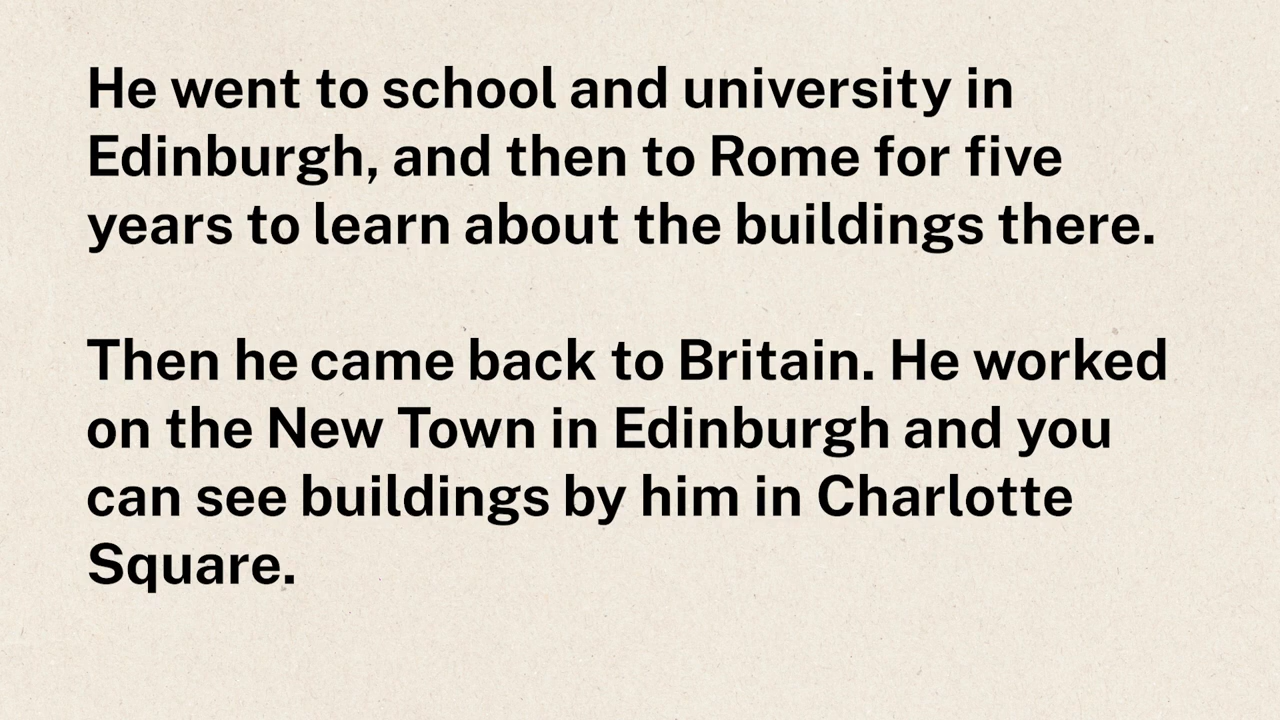 He went to school and university in
Edinburgh, and then to Rome for five
years to learn about the buildings there.
Then he came back to Britain. He worked
on the New Town in Edinburgh and you
can see buildings by him in Charlotte
Square.